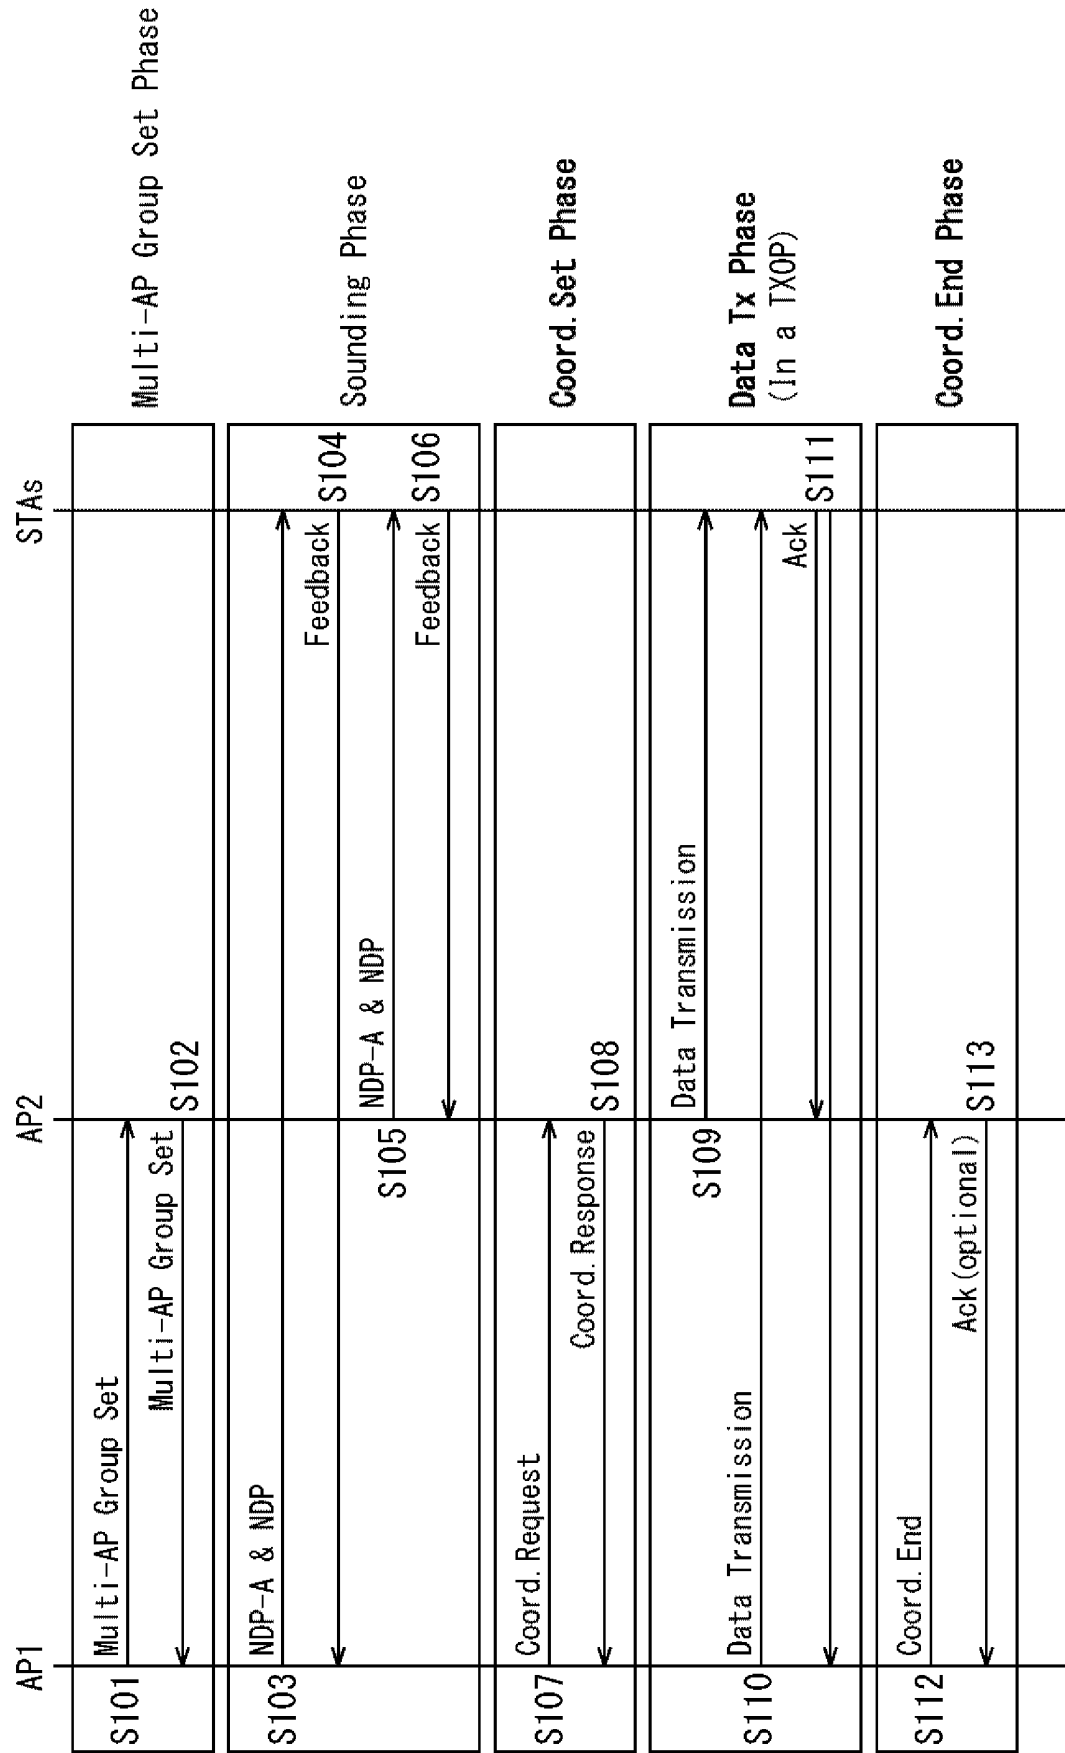 AP1
AP2
STAs
S101
Multi-AP Group Set
Multi-AP Group Set
S102
Multi-AP Group Set Phase
S103
NDP-A & NDP
Feedback
S104
S105
NDP-A & NDP
Feedback
S106
Sounding Phase
S107
Coord.Request
Coord.Response
S108
Coord.Set Phase
S109
Data Transmission
S110
Data Transmission
Ack
S111
Data Tx Phase
(In a TXOP)
S112
Coord.End
Ack(optional)
S113
Coord.End Phase